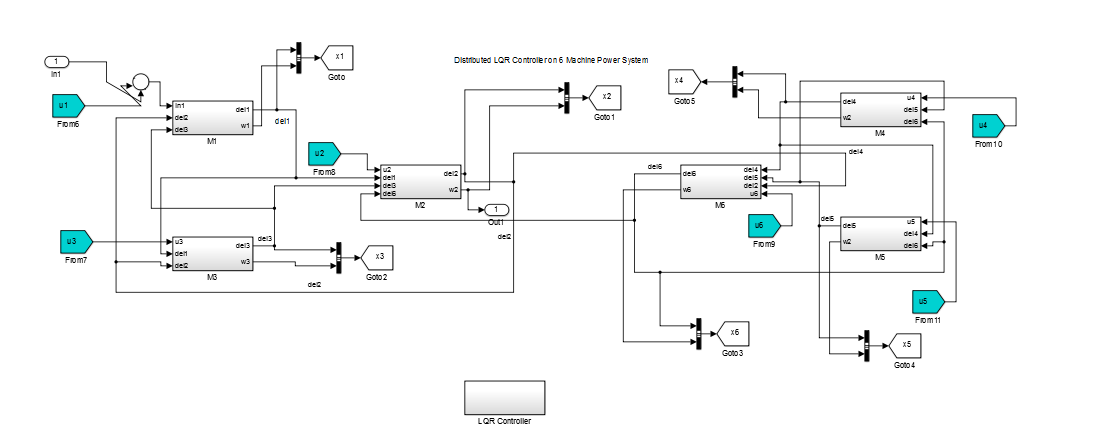 Distributed LQR Controller on 6 Machine Power System
1
In1
u1
From6
In1
del2
del3
del1
w1
M1
del1
x1
Goto
u2
From8
u2
del1
del3
del6
del2
w2
M2
x2
Goto1
1
Out1
del2
u3
From7
u3
del1
del2
del3
w3
M3
del3
del2
x3
Goto2
x4
Goto5
del4
w2
u4
del5
del6
M4
u4
From10
del4
del6
del6
w6
del4
del5
del2
u6
M6
u6
From9
del5
del5
w2
u5
del4
del6
M5
u5
From11
x6
Goto3
x5
Goto4
LQR Controller